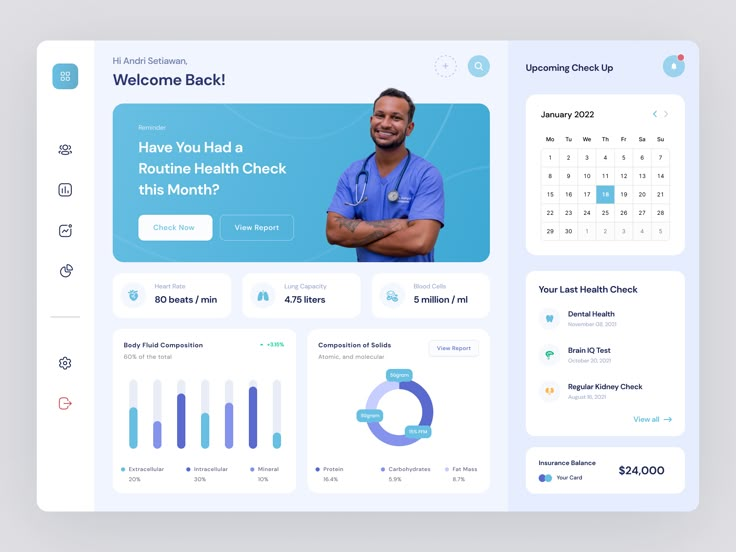 Hi Andri Setiawan,
Welcome Back!
Reminder
Have You Had a
Routine Health Check
this Month?
Check Now
View Report
Heart Rate
80 beats / min
Lung Capacity
4.75 liters
Blood Cells
5 million / ml
Body Fluid Composition
+3.15%
60% of the total
Extracellular
20%
Intracellular
30%
Mineral
10%
Composition of Solids
Atomic, and molecular
View Report
50gram
50gram
Protein
16.4%
Carbohydrates
5.9%
Fat Mass
8.7%
Upcoming Check Up
January 2022
Mo Tu We Th Fr Sa Su
1 2 3 4 5 6 7
8 9 10 11 12 13 14
15 16 17 18 19 20 21
22 23 24 25 26 27 28
29 30 1 2 3 4 5
Your Last Health Check
Dental Health
November 08, 2021
Brain IQ Test
October 20, 2021
Regular Kidney Check
August 16, 2021
View all
Insurance Balance
Your Card
$24,000